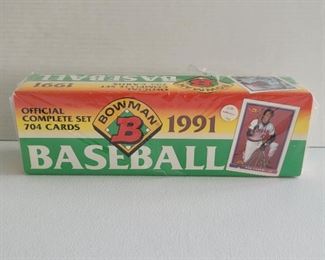 BASEBALL
1991
OFFICIAL
COMPLETE SET
704 CARDS
BOWMAN
B
1991
BASEBALL